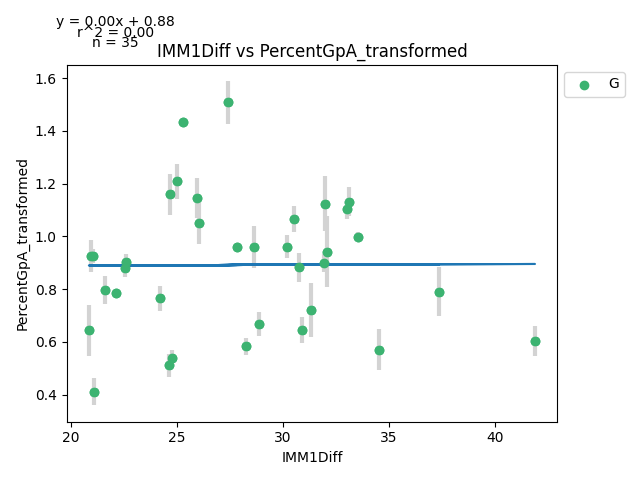 y = 0.00x + 0.88
r^2 = 0.00
n = 35
IMM1Diff vs PercentGpA_transformed
G
1.6
1.4
1.2
1.0
0.8
0.6
0.4
PercentGpA_transformed
20 25 30 35 40
IMM1Diff